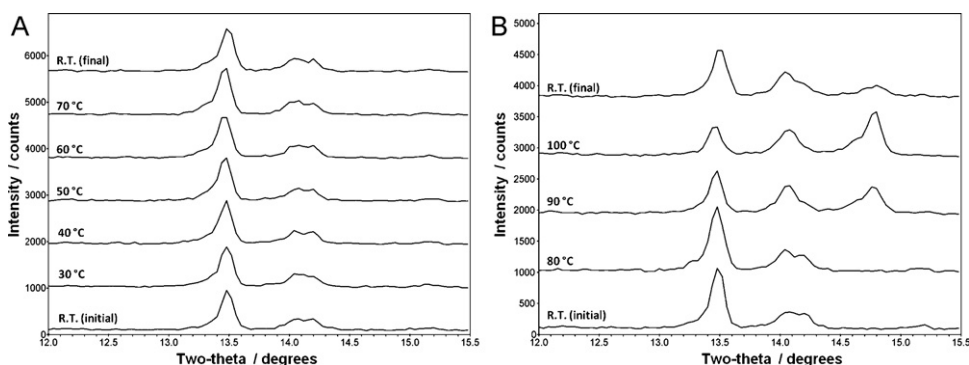 A
6000
5000
4000
3000
2000
1000
0
Intensity / counts
R.T. (final)
70 °C
60 °C
50 °C
40 °C
30 °C
R.T. (initial)
12.0 12.5 13.0 13.5 14.0 14.5 15.0 15.5
Two-theta / degrees
B
5000
4500
4000
3500
3000
2500
2000
1500
1000
500
0
Intensity / counts
R.T. (final)
100 °C
90 °C
80 °C
R.T. (initial)
12.0 12.5 13.0 13.5 14.0 14.5 15.0 15.5
Two-theta / degrees